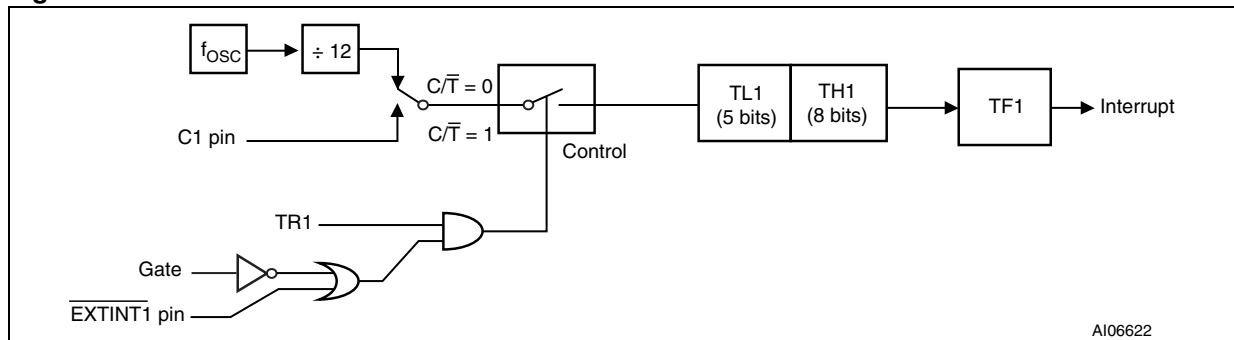 fOSC
÷ 12
C/T̅ = 0
C1 pin
C/T̅ = 1
Control
TL1
(5 bits)
TH1
(8 bits)
TF1
Interrupt
TR1
Gate
E̅X̅T̅I̅N̅T̅1 pin
AI06622